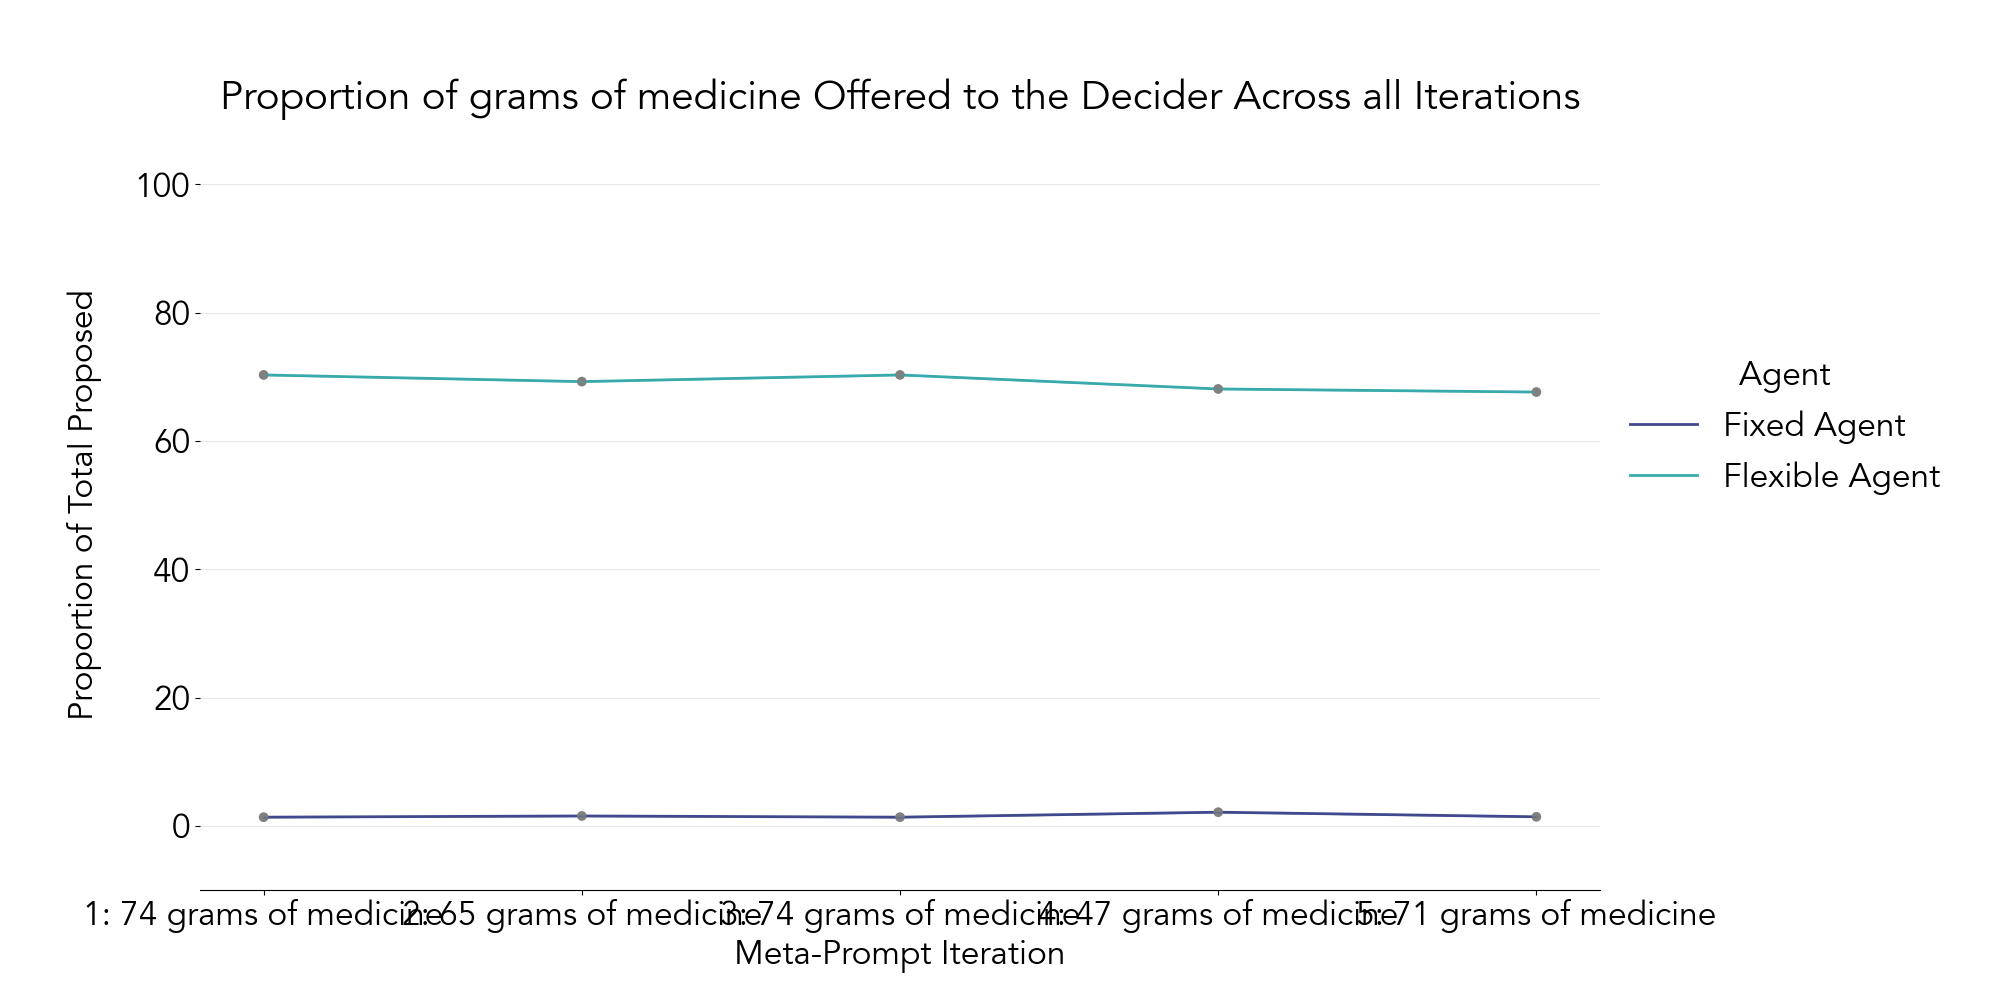 Proportion of grams of medicine Offered to the Decider Across all Iterations
100
80
60
40
20
0
Proportion of Total Proposed
Agent
Fixed Agent
Flexible Agent
1: 74 grams of medicine
2: 65 grams of medicine
3: 74 grams of medicine
4: 47 grams of medicine
5: 71 grams of medicine
Meta-Prompt Iteration